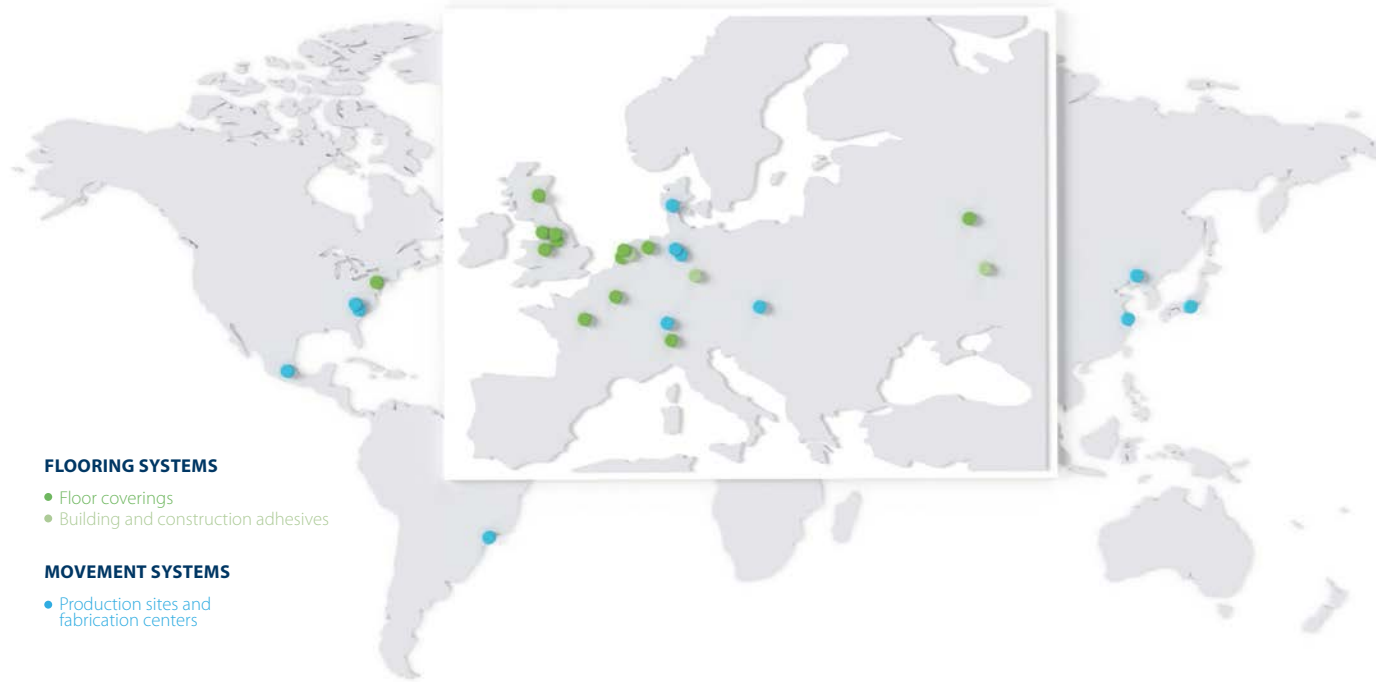 FLOORING SYSTEMS
Floor coverings
Building and construction adhesives
MOVEMENT SYSTEMS
Production sites and
fabrication centers